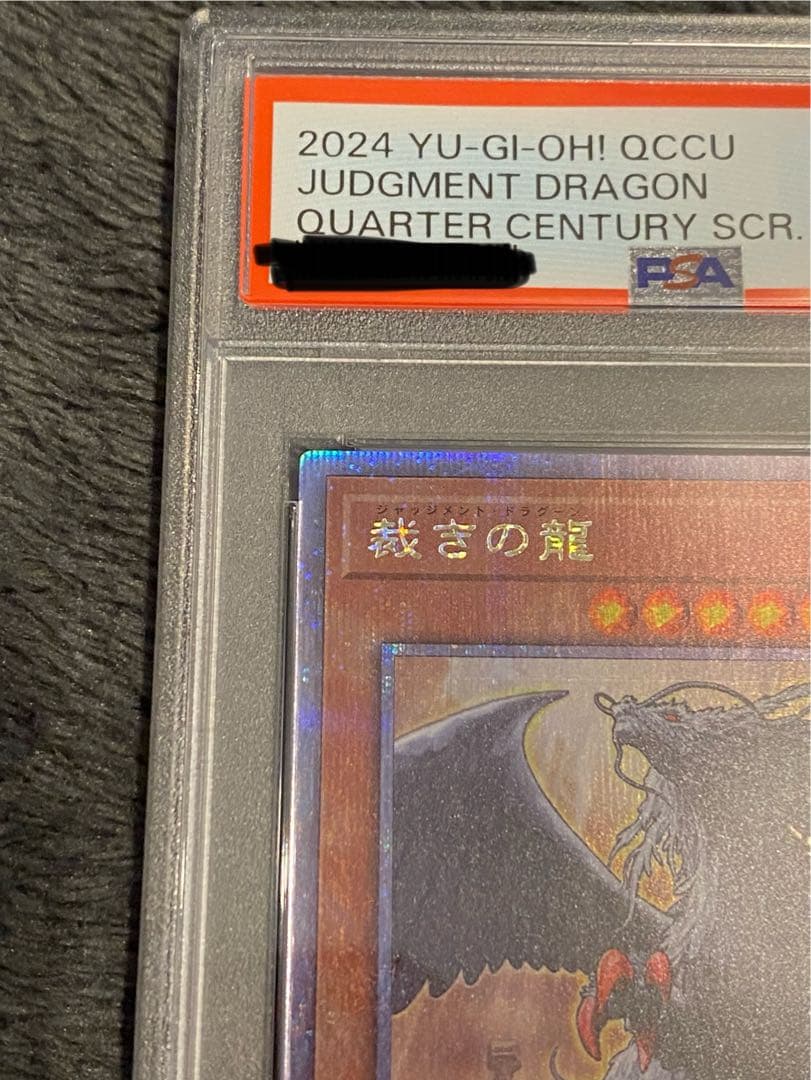 2024 YU-GI-OH! QCCU
JUDGMENT DRAGON
QUARTER CENTURY SCR.
PSA
ジャッジメント・ドラグーン
裁きの龍